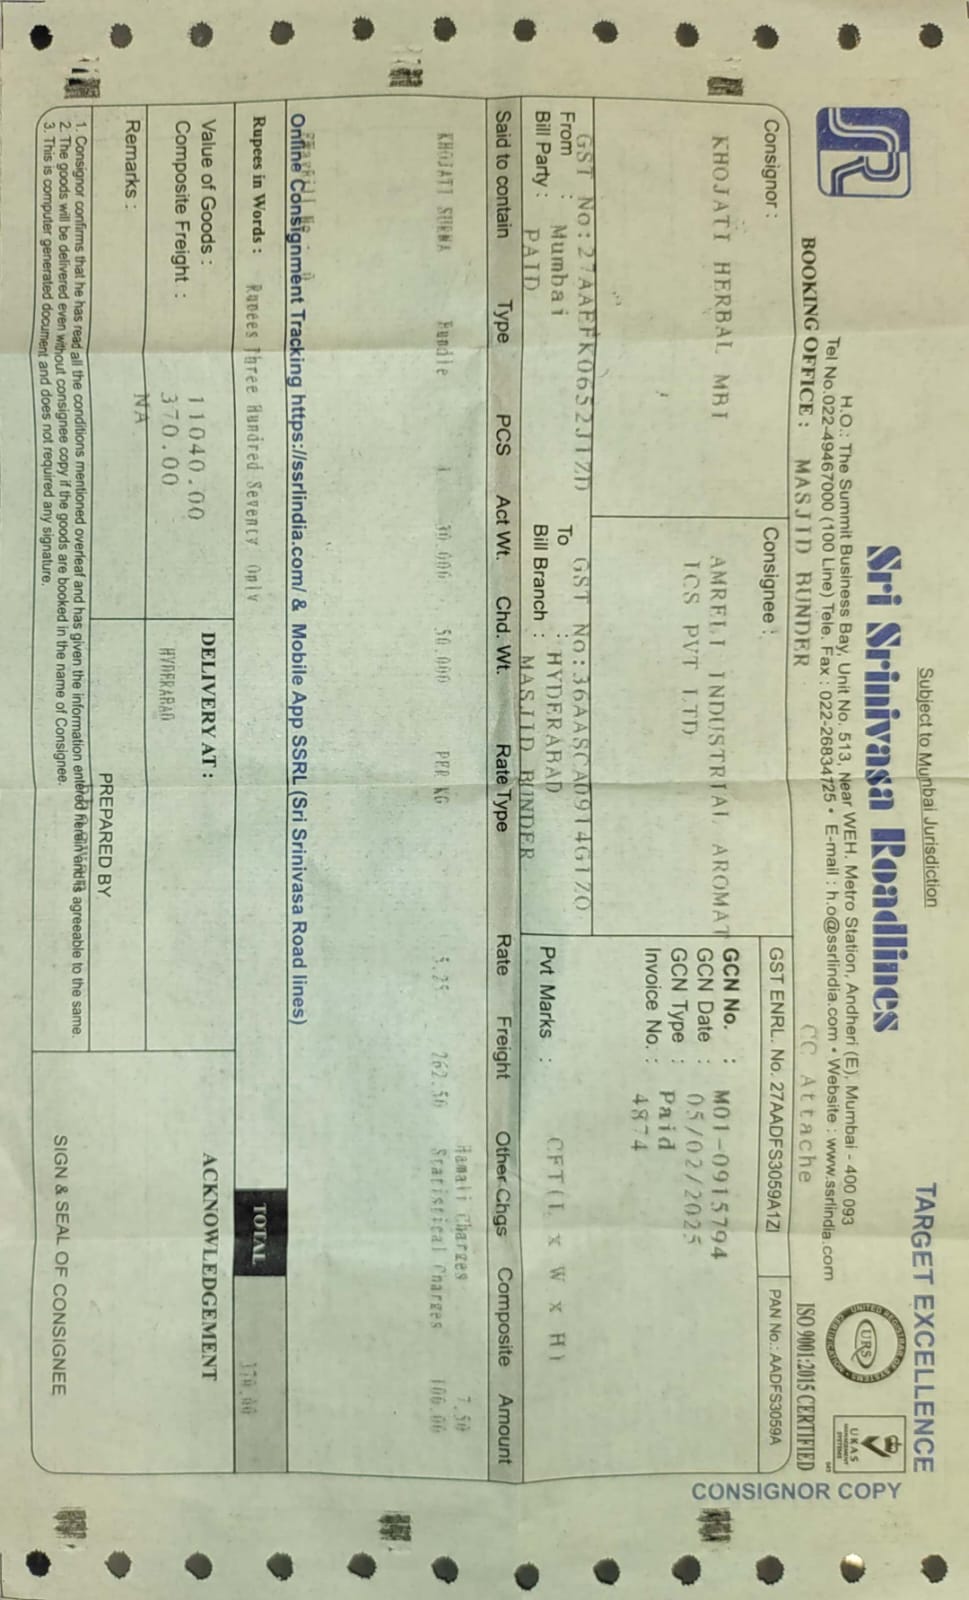 Subject to Mumbai Jurisdiction
TARGET EXCELLENCE
Sri Srinivasa Roadlines
H.O.: The Summit Business Bay, Unit No. 513, Near WEH. Metro Station, Andheri (E), Mumbai - 400 093
Tel No.022-49467000 (100 Line) Tele. Fax : 022-26834725 • E-mail : h.o@ssrlindia.com • Website : www.ssrlindia.com
URS
UKAS
MANAGEMENT
SYSTEMS
BOOKING OFFICE : MASJID BUNDER CC Attache
ISO 9001:2015 CERTIFIED
CONSIGNOR COPY
Consignor :
KHOJATI HERBAL MBI
Consignee :
AMRELI INDUSTRIAL AROMAT
ICS PVT LTD
GST ENRL. No. 27AADFS3059A1ZI
PAN No.: AADFS3059A
GCN No. : M01-0915794
GCN Date : 05/02/2025
GCN Type : Paid
Invoice No. : 4874
GST No:27AAEFK0652J1ZD GST No:36AASCA0914G1ZO
From : Mumbai To : HYDERABAD
Bill Party : PAID Bill Branch : MASJID BUNDER
Pvt Marks : CFT(L X W X H)
Said to contain Type PCS Act Wt. Chd. Wt. Rate Type Rate Freight Other Chgs Composite Amount
Hamali Charges 7.50
KHOJATI SURMA Bundle 1 30.000 50.000 PER KG 5.25 262.50 Statistical Charges 100.00
Online Consignment Tracking https://ssrlindia.com/ & Mobile App SSRL (Sri Srinivasa Road lines)
Rupees in Words : Rupees Three Hundred Seventy Only
TOTAL 370.00
Value of Goods : 11040.00
Composite Freight : 370.00
DELIVERY AT :
HYDERABAD
ACKNOWLEDGEMENT
Remarks : NA
PREPARED BY
1. Consignor confirms that he has read all the conditions mentioned overleaf and has given the information entered herein and is agreeable to the same.
2. The goods will be delivered even without consignee copy if the goods are booked in the name of Consignee.
3. This is computer generated document and does not required any signature.
SIGN & SEAL OF CONSIGNEE